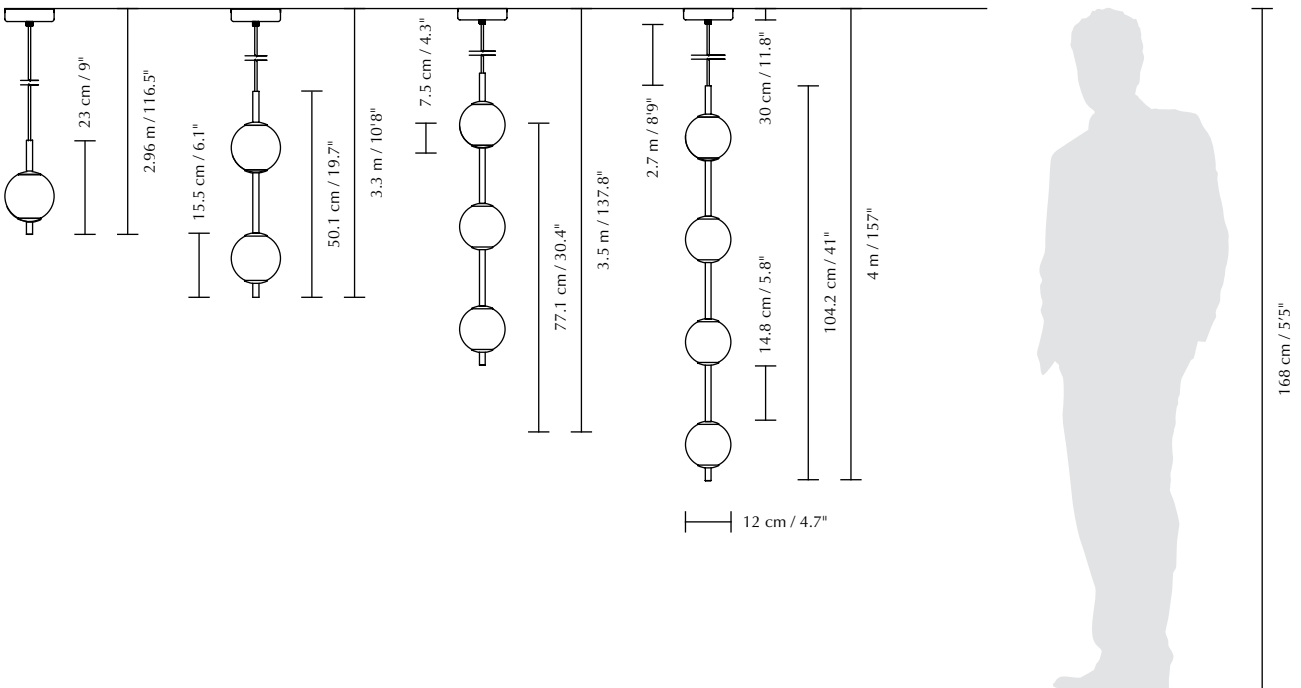 23 cm / 9"
2.96 m / 116.5"
15.5 cm / 6.1"
50.1 cm / 19.7"
3.3 m / 10'8"
7.5 cm / 4.3"
77.1 cm / 30.4"
3.5 m / 137.8"
2.7 m / 8'9"
30 cm / 11.8"
14.8 cm / 5.8"
104.2 cm / 41"
4 m / 157"
12 cm / 4.7"
168 cm / 5'5"